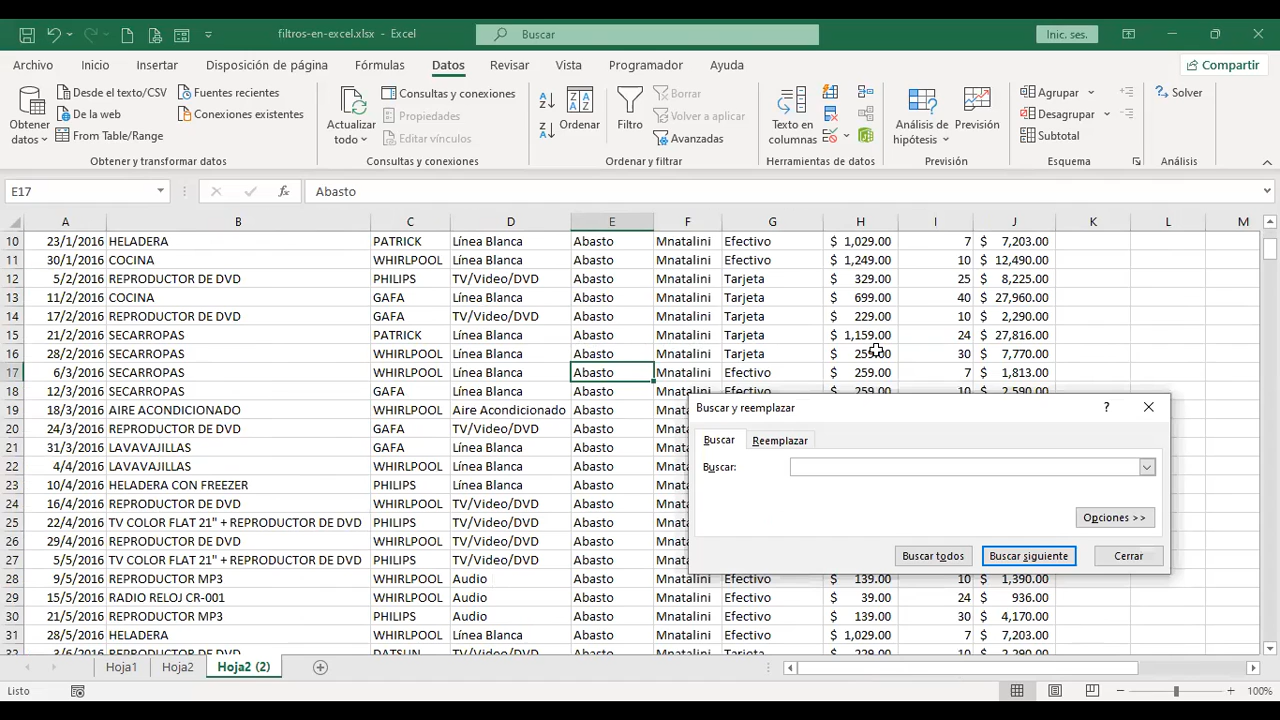 filtros-en-excel.xlsx - Excel
Buscar
Inic. ses.
Archivo Inicio Insertar Disposición de página Fórmulas Datos Revisar Vista Programador Ayuda Compartir
Obtener datos
Desde el texto/CSV
De la web
From Table/Range
Fuentes recientes
Conexiones existentes
Obtener y transformar datos
Actualizar todo
Consultas y conexiones
Propiedades
Editar vínculos
Consultas y conexiones
Ordenar
Filtro
Borrar
Volver a aplicar
Avanzadas
Ordenar y filtrar
Texto en columnas
Herramientas de datos
Análisis de hipótesis
Previsión
Previsión
Agrupar
Desagrupar
Subtotal
Esquema
Solver
Análisis
E17 fx Abasto
A B C D E F G H I J K L M
10 23/1/2016 HELADERA PATRICK Línea Blanca Abasto Mnatalini Efectivo $ 1,029.00 7 $ 7,203.00
11 30/1/2016 COCINA WHIRLPOOL Línea Blanca Abasto Mnatalini Efectivo $ 1,249.00 10 $ 12,490.00
12 5/2/2016 REPRODUCTOR DE DVD PHILIPS TV/Video/DVD Abasto Mnatalini Tarjeta $ 329.00 25 $ 8,225.00
13 11/2/2016 COCINA GAFA Línea Blanca Abasto Mnatalini Tarjeta $ 699.00 40 $ 27,960.00
14 17/2/2016 REPRODUCTOR DE DVD GAFA Línea Blanca Abasto Mnatalini Tarjeta $ 229.00 10 $ 2,290.00
15 21/2/2016 SECARROPAS PATRICK Línea Blanca Abasto Mnatalini Tarjeta $ 1,159.00 24 $ 27,816.00
16 28/2/2016 SECARROPAS WHIRLPOOL Línea Blanca Abasto Mnatalini Tarjeta $ 259.00 30 $ 7,770.00
17 6/3/2016 SECARROPAS WHIRLPOOL Línea Blanca Abasto Mnatalini Efectivo $ 259.00 7 $ 1,813.00
18 12/3/2016 SECARROPAS GAFA Línea Blanca Abasto Mnatalini Efectivo $ 259.00 10 $ 2,590.00
19 18/3/2016 AIRE ACONDICIONADO WHIRLPOOL Aire Acondicionado Abasto
20 24/3/2016 REPRODUCTOR DE DVD GAFA TV/Video/DVD Abasto
21 31/3/2016 LAVAVAJILLAS GAFA Línea Blanca Abasto
22 4/4/2016 LAVAVAJILLAS WHIRLPOOL Línea Blanca Abasto
23 10/4/2016 HELADERA CON FREEZER PHILIPS Línea Blanca Abasto
24 16/4/2016 REPRODUCTOR DE DVD WHIRLPOOL TV/Video/DVD Abasto
25 22/4/2016 TV COLOR FLAT 21" + REPRODUCTOR DE DVD PHILIPS TV/Video/DVD Abasto
26 29/4/2016 REPRODUCTOR DE DVD WHIRLPOOL TV/Video/DVD Abasto
27 5/5/2016 TV COLOR FLAT 21" + REPRODUCTOR DE DVD PHILIPS TV/Video/DVD Abasto
28 9/5/2016 REPRODUCTOR MP3 WHIRLPOOL Audio Abasto Mnatalini Efectivo $ 139.00 10 $ 1,390.00
29 15/5/2016 RADIO RELOJ CR-001 WHIRLPOOL Audio Abasto Mnatalini Efectivo $ 39.00 24 $ 936.00
30 21/5/2016 REPRODUCTOR MP3 PHILIPS Audio Abasto Mnatalini Efectivo $ 139.00 30 $ 4,170.00
31 28/5/2016 HELADERA WHIRLPOOL Línea Blanca Abasto Mnatalini Efectivo $ 1,029.00 7 $ 7,203.00
Buscar y reemplazar ?
Buscar Reemplazar
Buscar:
Opciones >>
Buscar todos Buscar siguiente Cerrar
Hoja1 Hoja2 Hoja2 (2)
Listo 100%